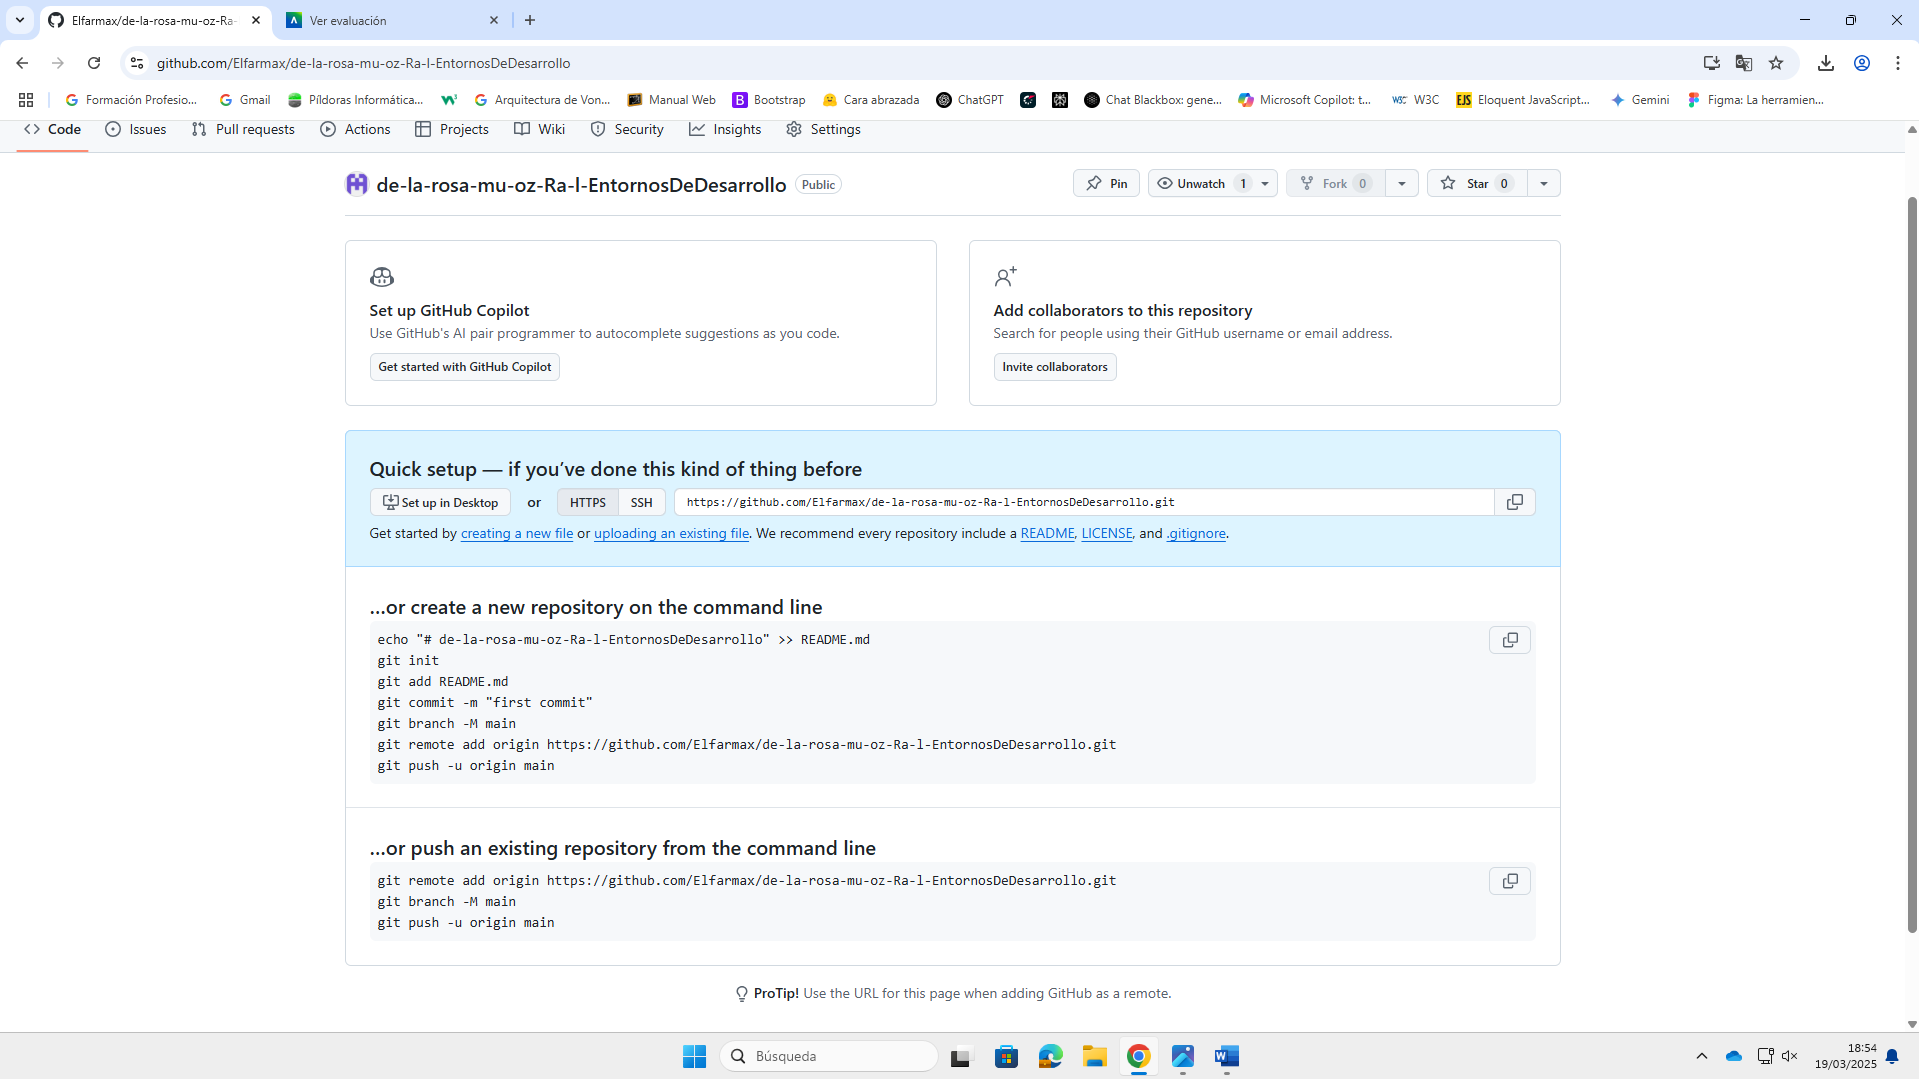 Elfarmax/de-la-rosa-mu-oz-Ra-
Ver evaluación
github.com/Elfarmax/de-la-rosa-mu-oz-Ra-l-EntornosDeDesarrollo
Formación Profesio...
Gmail
Píldoras Informática...
Arquitectura de Von...
Manual Web
Bootstrap
Cara abrazada
ChatGPT
Chat Blackbox: gene...
Microsoft Copilot: t...
W3C
Eloquent JavaScript...
Gemini
Figma: La herramien...
Code
Issues
Pull requests
Actions
Projects
Wiki
Security
Insights
Settings
de-la-rosa-mu-oz-Ra-l-EntornosDeDesarrollo Public
Pin
Unwatch 1
Fork 0
Star 0
Set up GitHub Copilot
Use GitHub's AI pair programmer to autocomplete suggestions as you code.
Get started with GitHub Copilot
Add collaborators to this repository
Search for people using their GitHub username or email address.
Invite collaborators
Quick setup — if you’ve done this kind of thing before
Set up in Desktop or HTTPS SSH https://github.com/Elfarmax/de-la-rosa-mu-oz-Ra-l-EntornosDeDesarrollo.git
Get started by creating a new file or uploading an existing file. We recommend every repository include a README, LICENSE, and .gitignore.
…or create a new repository on the command line
echo "# de-la-rosa-mu-oz-Ra-l-EntornosDeDesarrollo" >> README.md
git init
git add README.md
git commit -m "first commit"
git branch -M main
git remote add origin https://github.com/Elfarmax/de-la-rosa-mu-oz-Ra-l-EntornosDeDesarrollo.git
git push -u origin main
…or push an existing repository from the command line
git remote add origin https://github.com/Elfarmax/de-la-rosa-mu-oz-Ra-l-EntornosDeDesarrollo.git
git branch -M main
git push -u origin main
ProTip! Use the URL for this page when adding GitHub as a remote.
Búsqueda
18:54
19/03/2025